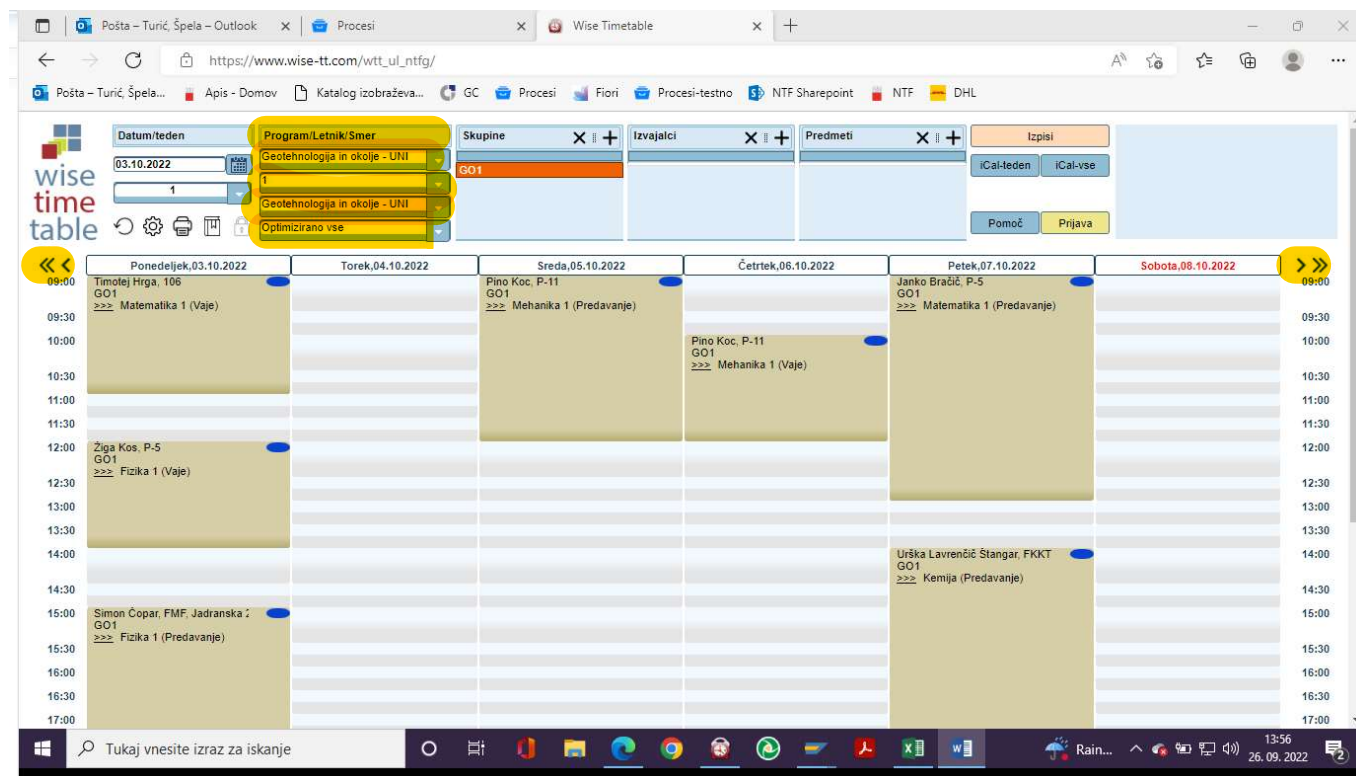 Pošta – Turić, Špela – Outlook
Procesi
Wise Timetable
https://www.wise-tt.com/wtt_ul_ntfg/
Pošta – Turić, Špela...
Apis - Domov
Katalog izobraževa...
GC
Procesi
Fiori
Procesi-testno
NTF Sharepoint
NTF
DHL
wise
time
table
Datum/teden
03.10.2022
1
Program/Letnik/Smer
Geotehnologija in okolje - UNI
1
Geotehnologija in okolje - UNI
Optimizirano vse
Skupine
GO1
Izvajalci
Predmeti
Izpisi
iCal-teden
iCal-vse
Pomoč
Prijava
Ponedeljek,03.10.2022
Torek,04.10.2022
Sreda,05.10.2022
Četrtek,06.10.2022
Petek,07.10.2022
Sobota,08.10.2022
09:00
09:30
10:00
10:30
11:00
11:30
12:00
12:30
13:00
13:30
14:00
14:30
15:00
15:30
16:00
16:30
17:00
Timotej Hrga, 106
GO1
>>> Matematika 1 (Vaje)
Žiga Kos, P-5
GO1
>>> Fizika 1 (Vaje)
Simon Čopar, FMF, Jadranska 2
GO1
>>> Fizika 1 (Predavanje)
Pino Koc, P-11
GO1
>>> Mehanika 1 (Predavanje)
Pino Koc, P-11
GO1
>>> Mehanika 1 (Vaje)
Janko Bračič, P-5
GO1
>>> Matematika 1 (Predavanje)
Urška Lavrenčič Štangar, FKKT
GO1
>>> Kemija (Predavanje)
09:00
09:30
10:00
10:30
11:00
11:30
12:00
12:30
13:00
13:30
14:00
14:30
15:00
15:30
16:00
16:30
17:00
Tukaj vnesite izraz za iskanje
Rain...
13:56
26. 09. 2022
2